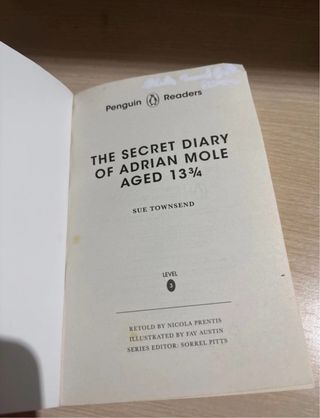 Penguin Readers
THE SECRET DIARY
OF ADRIAN MOLE
AGED 13¾
SUE TOWNSEND
LEVEL
3
RETOLD BY NICOLA PRENTIS
ILLUSTRATED BY FAY AUSTIN
SERIES EDITOR: SORREL PITTS